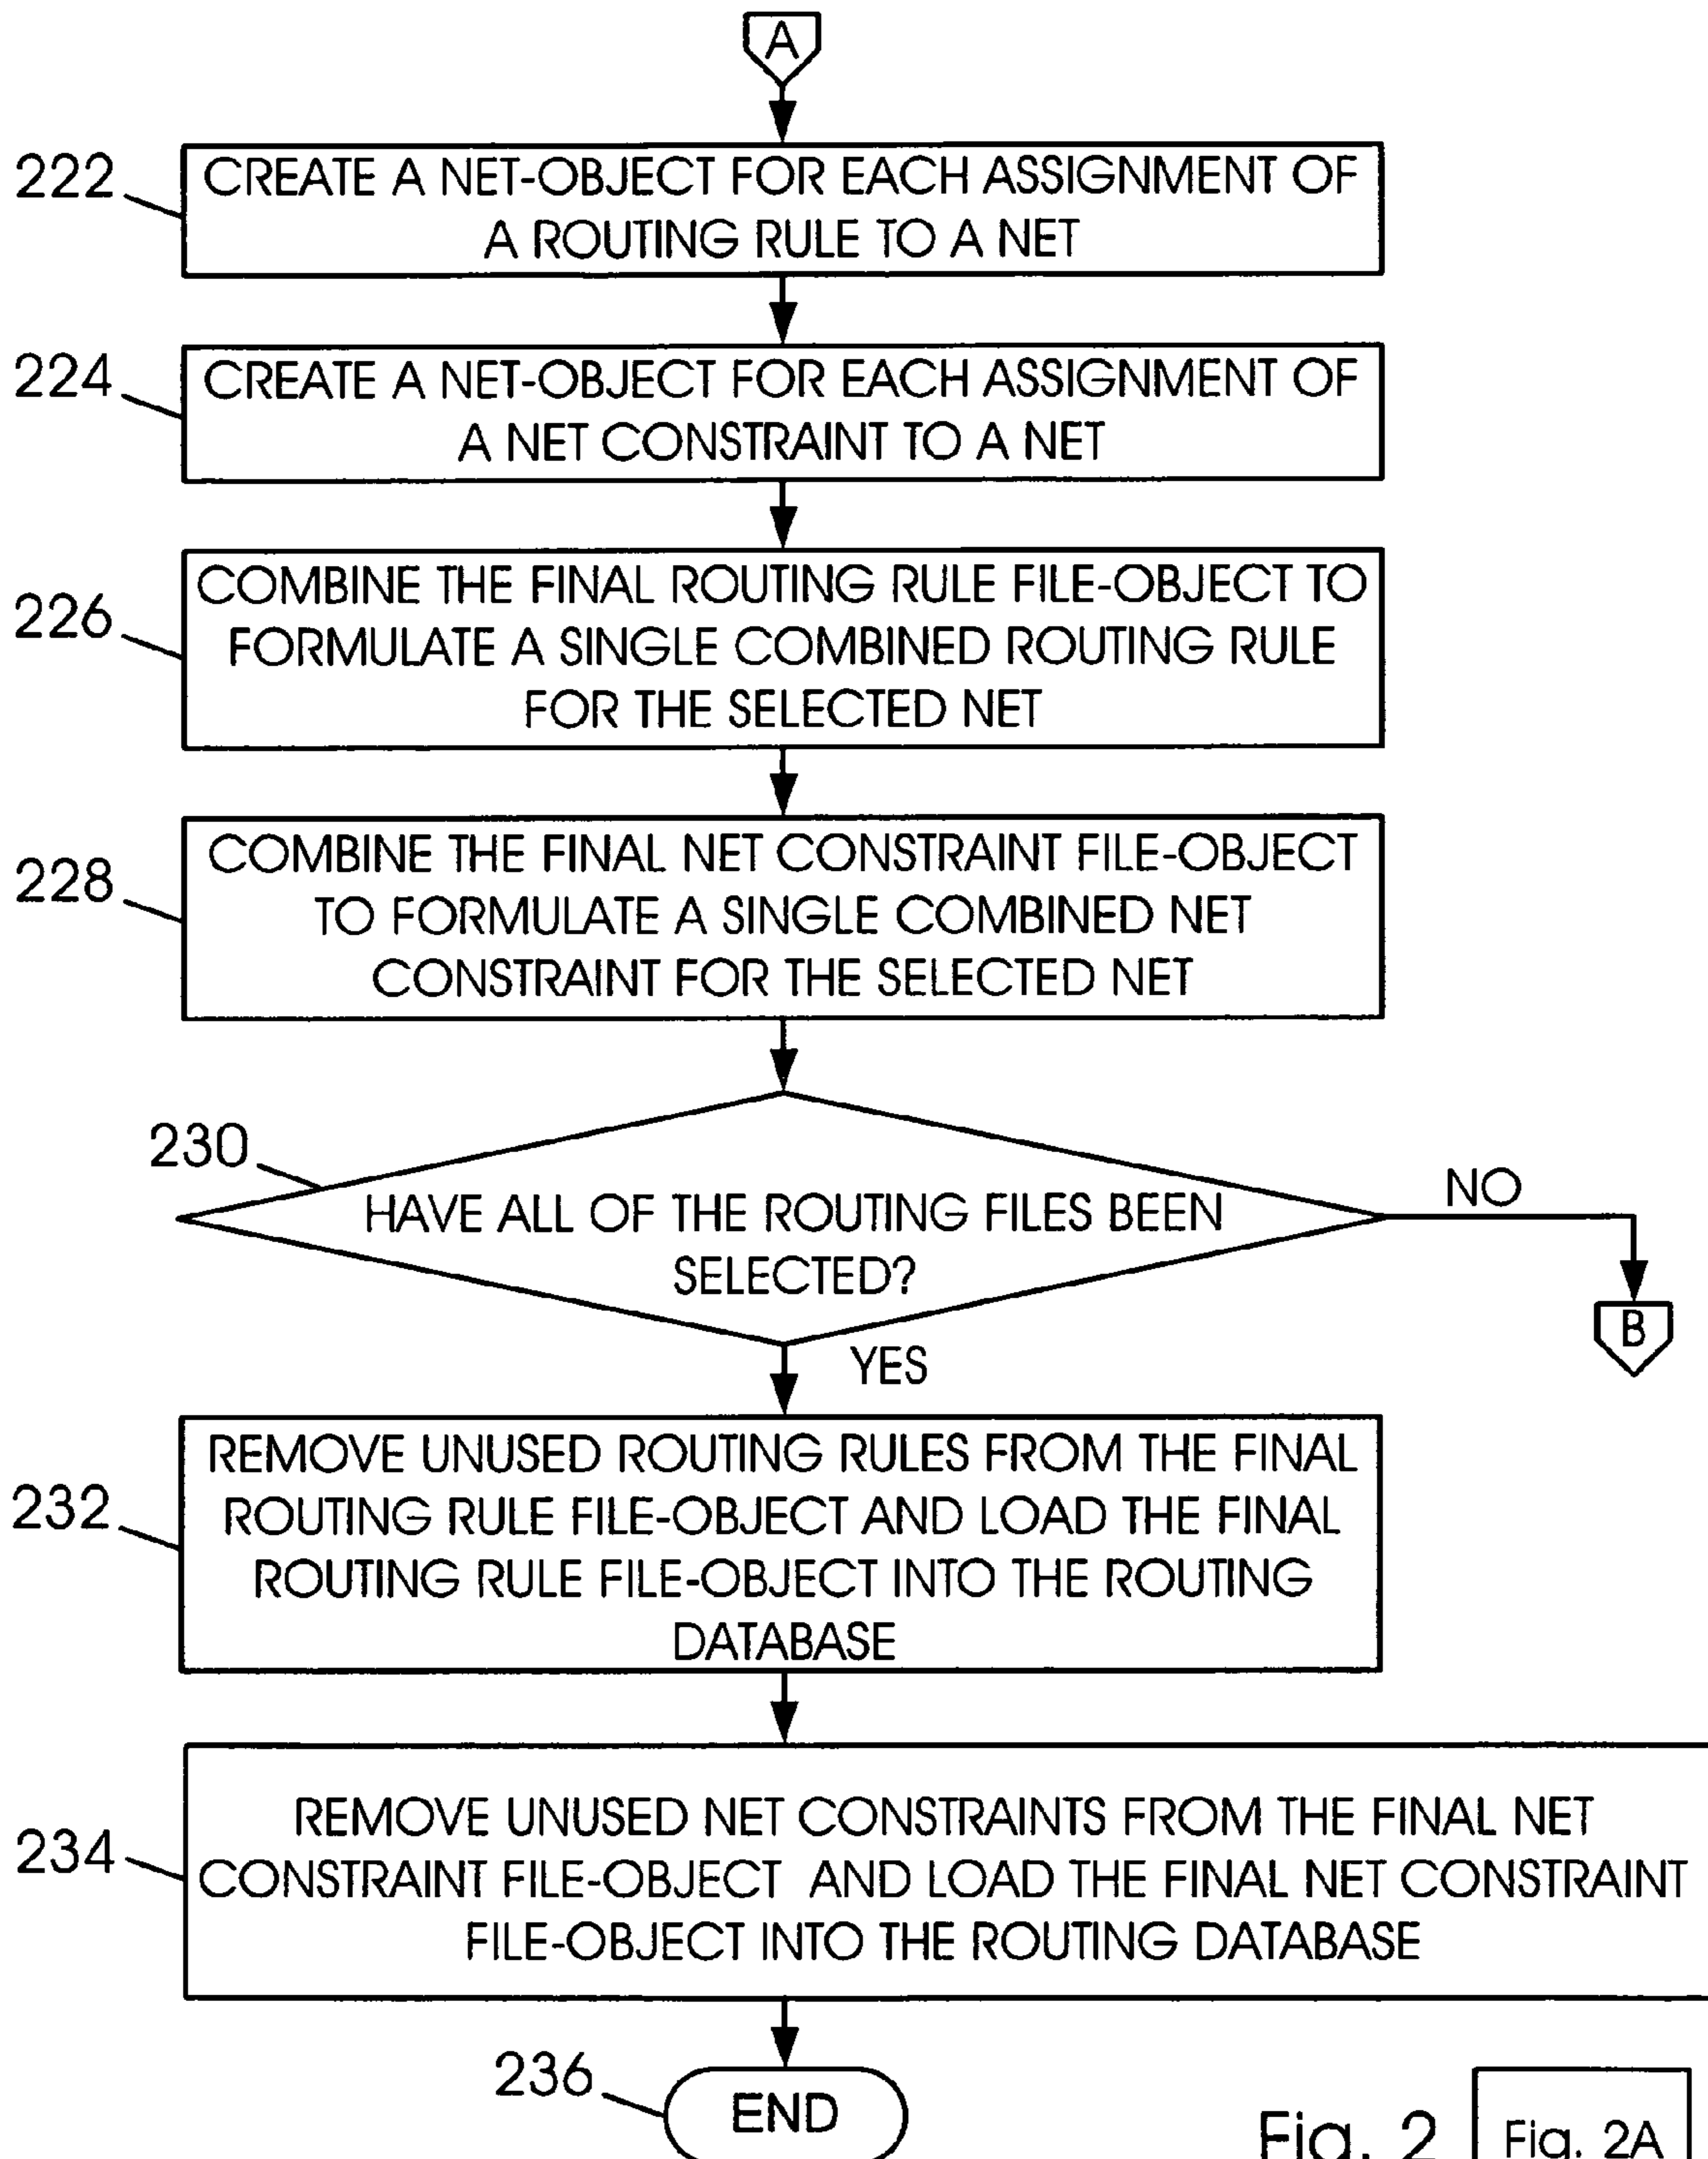 A
222
CREATE A NET-OBJECT FOR EACH ASSIGNMENT OF
A ROUTING RULE TO A NET
224
CREATE A NET-OBJECT FOR EACH ASSIGNMENT OF
A NET CONSTRAINT TO A NET
226
COMBINE THE FINAL ROUTING RULE FILE-OBJECT TO
FORMULATE A SINGLE COMBINED ROUTING RULE
FOR THE SELECTED NET
228
COMBINE THE FINAL NET CONSTRAINT FILE-OBJECT
TO FORMULATE A SINGLE COMBINED NET
CONSTRAINT FOR THE SELECTED NET
230
HAVE ALL OF THE ROUTING FILES BEEN
SELECTED?
NO
B
YES
232
REMOVE UNUSED ROUTING RULES FROM THE FINAL
ROUTING RULE FILE-OBJECT AND LOAD THE FINAL
ROUTING RULE FILE-OBJECT INTO THE ROUTING
DATABASE
234
REMOVE UNUSED NET CONSTRAINTS FROM THE FINAL NET
CONSTRAINT FILE-OBJECT AND LOAD THE FINAL NET CONSTRAINT
FILE-OBJECT INTO THE ROUTING DATABASE
236
END
Fig. 2
Fig. 2A